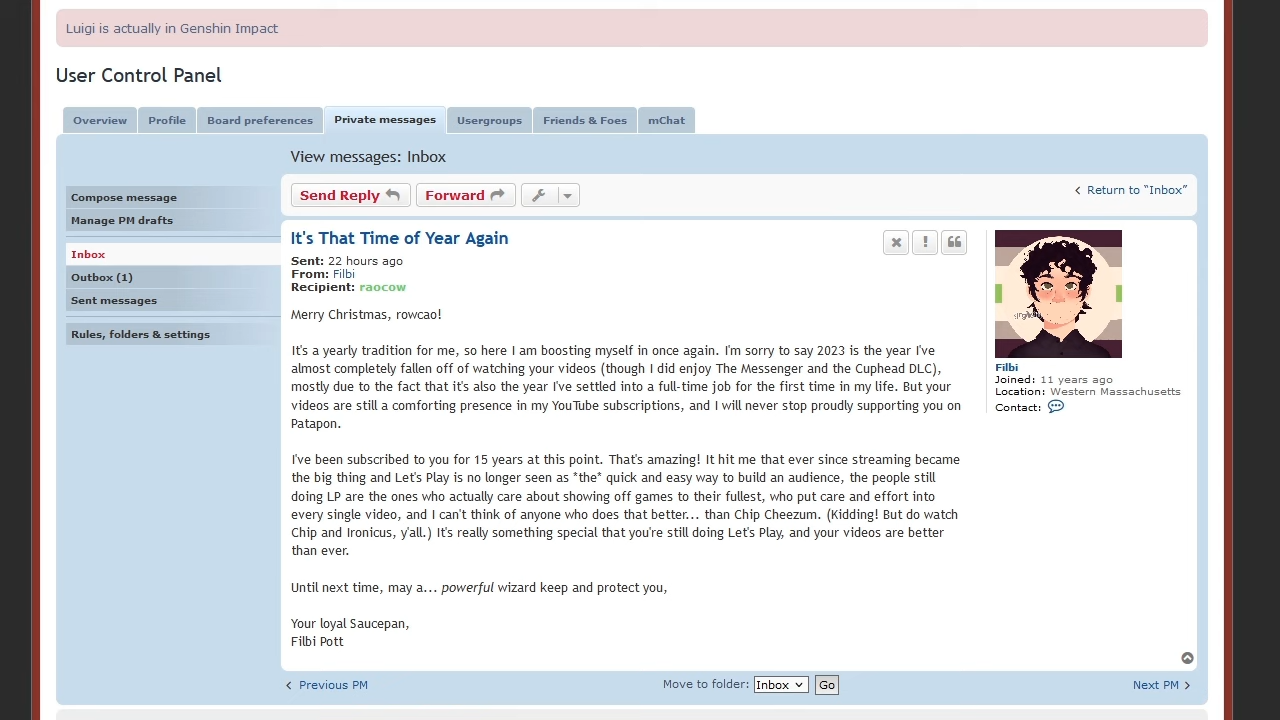 Luigi is actually in Genshin Impact
User Control Panel
Overview
Profile
Board preferences
Private messages
Usergroups
Friends & Foes
mChat
View messages: Inbox
Compose message
Manage PM drafts
Inbox
Outbox (1)
Sent messages
Rules, folders & settings
Send Reply
Forward
Return to “Inbox”
It's That Time of Year Again
Sent: 22 hours ago
From: Filbi
Recipient: raocow
Merry Christmas, rowcao!
It's a yearly tradition for me, so here I am boosting myself in once again. I'm sorry to say 2023 is the year I've
almost completely fallen off of watching your videos (though I did enjoy The Messenger and the Cuphead DLC),
mostly due to the fact that it's also the year I've settled into a full-time job for the first time in my life. But your
videos are still a comforting presence in my YouTube subscriptions, and I will never stop proudly supporting you on
Patapon.
I've been subscribed to you for 15 years at this point. That's amazing! It hit me that ever since streaming became
the big thing and Let's Play is no longer seen as *the* quick and easy way to build an audience, the people still
doing LP are the ones who actually care about showing off games to their fullest, who put care and effort into
every single video, and I can't think of anyone who does that better... than Chip Cheezum. (Kidding! But do watch
Chip and Ironicus, y'all.) It's really something special that you're still doing Let's Play, and your videos are better
than ever.
Until next time, may a... powerful wizard keep and protect you,
Your loyal Saucepan,
Filbi Pott
Filbi
Joined: 11 years ago
Location: Western Massachusetts
Contact:
Previous PM
Move to folder: Inbox Go
Next PM